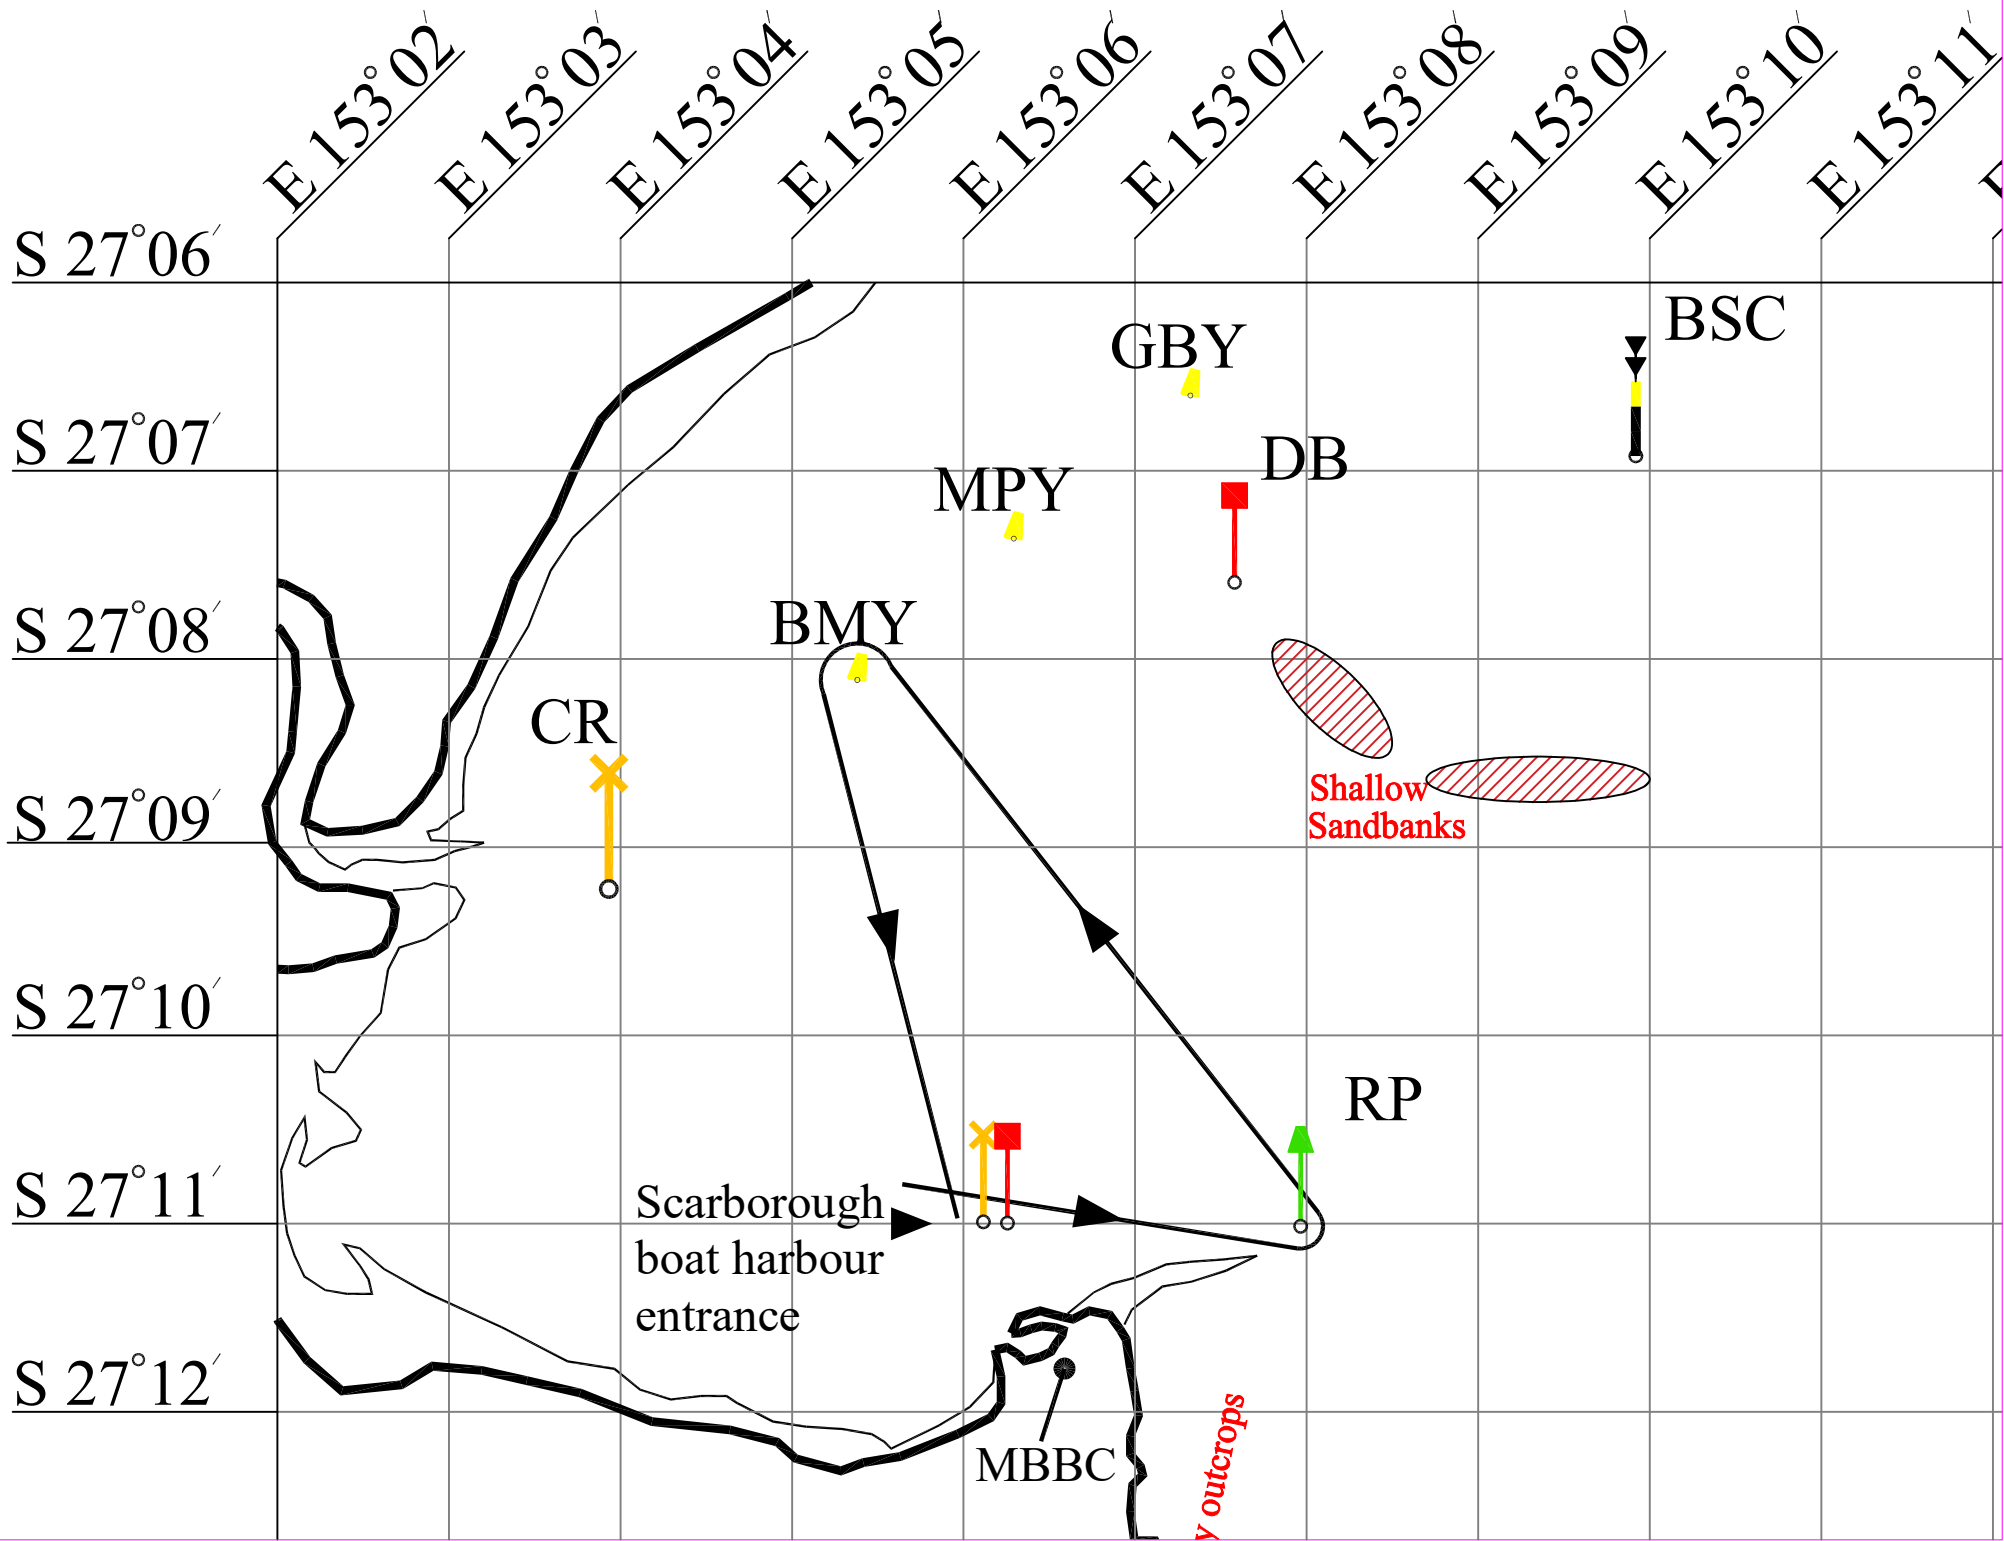 E 153°02′
E 153°03′
E 153°04′
E 153°05′
E 153°06′
E 153°07′
E 153°08′
E 153°09′
E 153°10′
E 153°11′
S 27°06′
BSC
GBY
S 27°07′
DB
MPY
S 27°08′
BMY
CR
Shallow
Sandbanks
S 27°09′
S 27°10′
RP
S 27°11′
Scarborough
boat harbour
entrance
S 27°12′
MBBC
outcrops